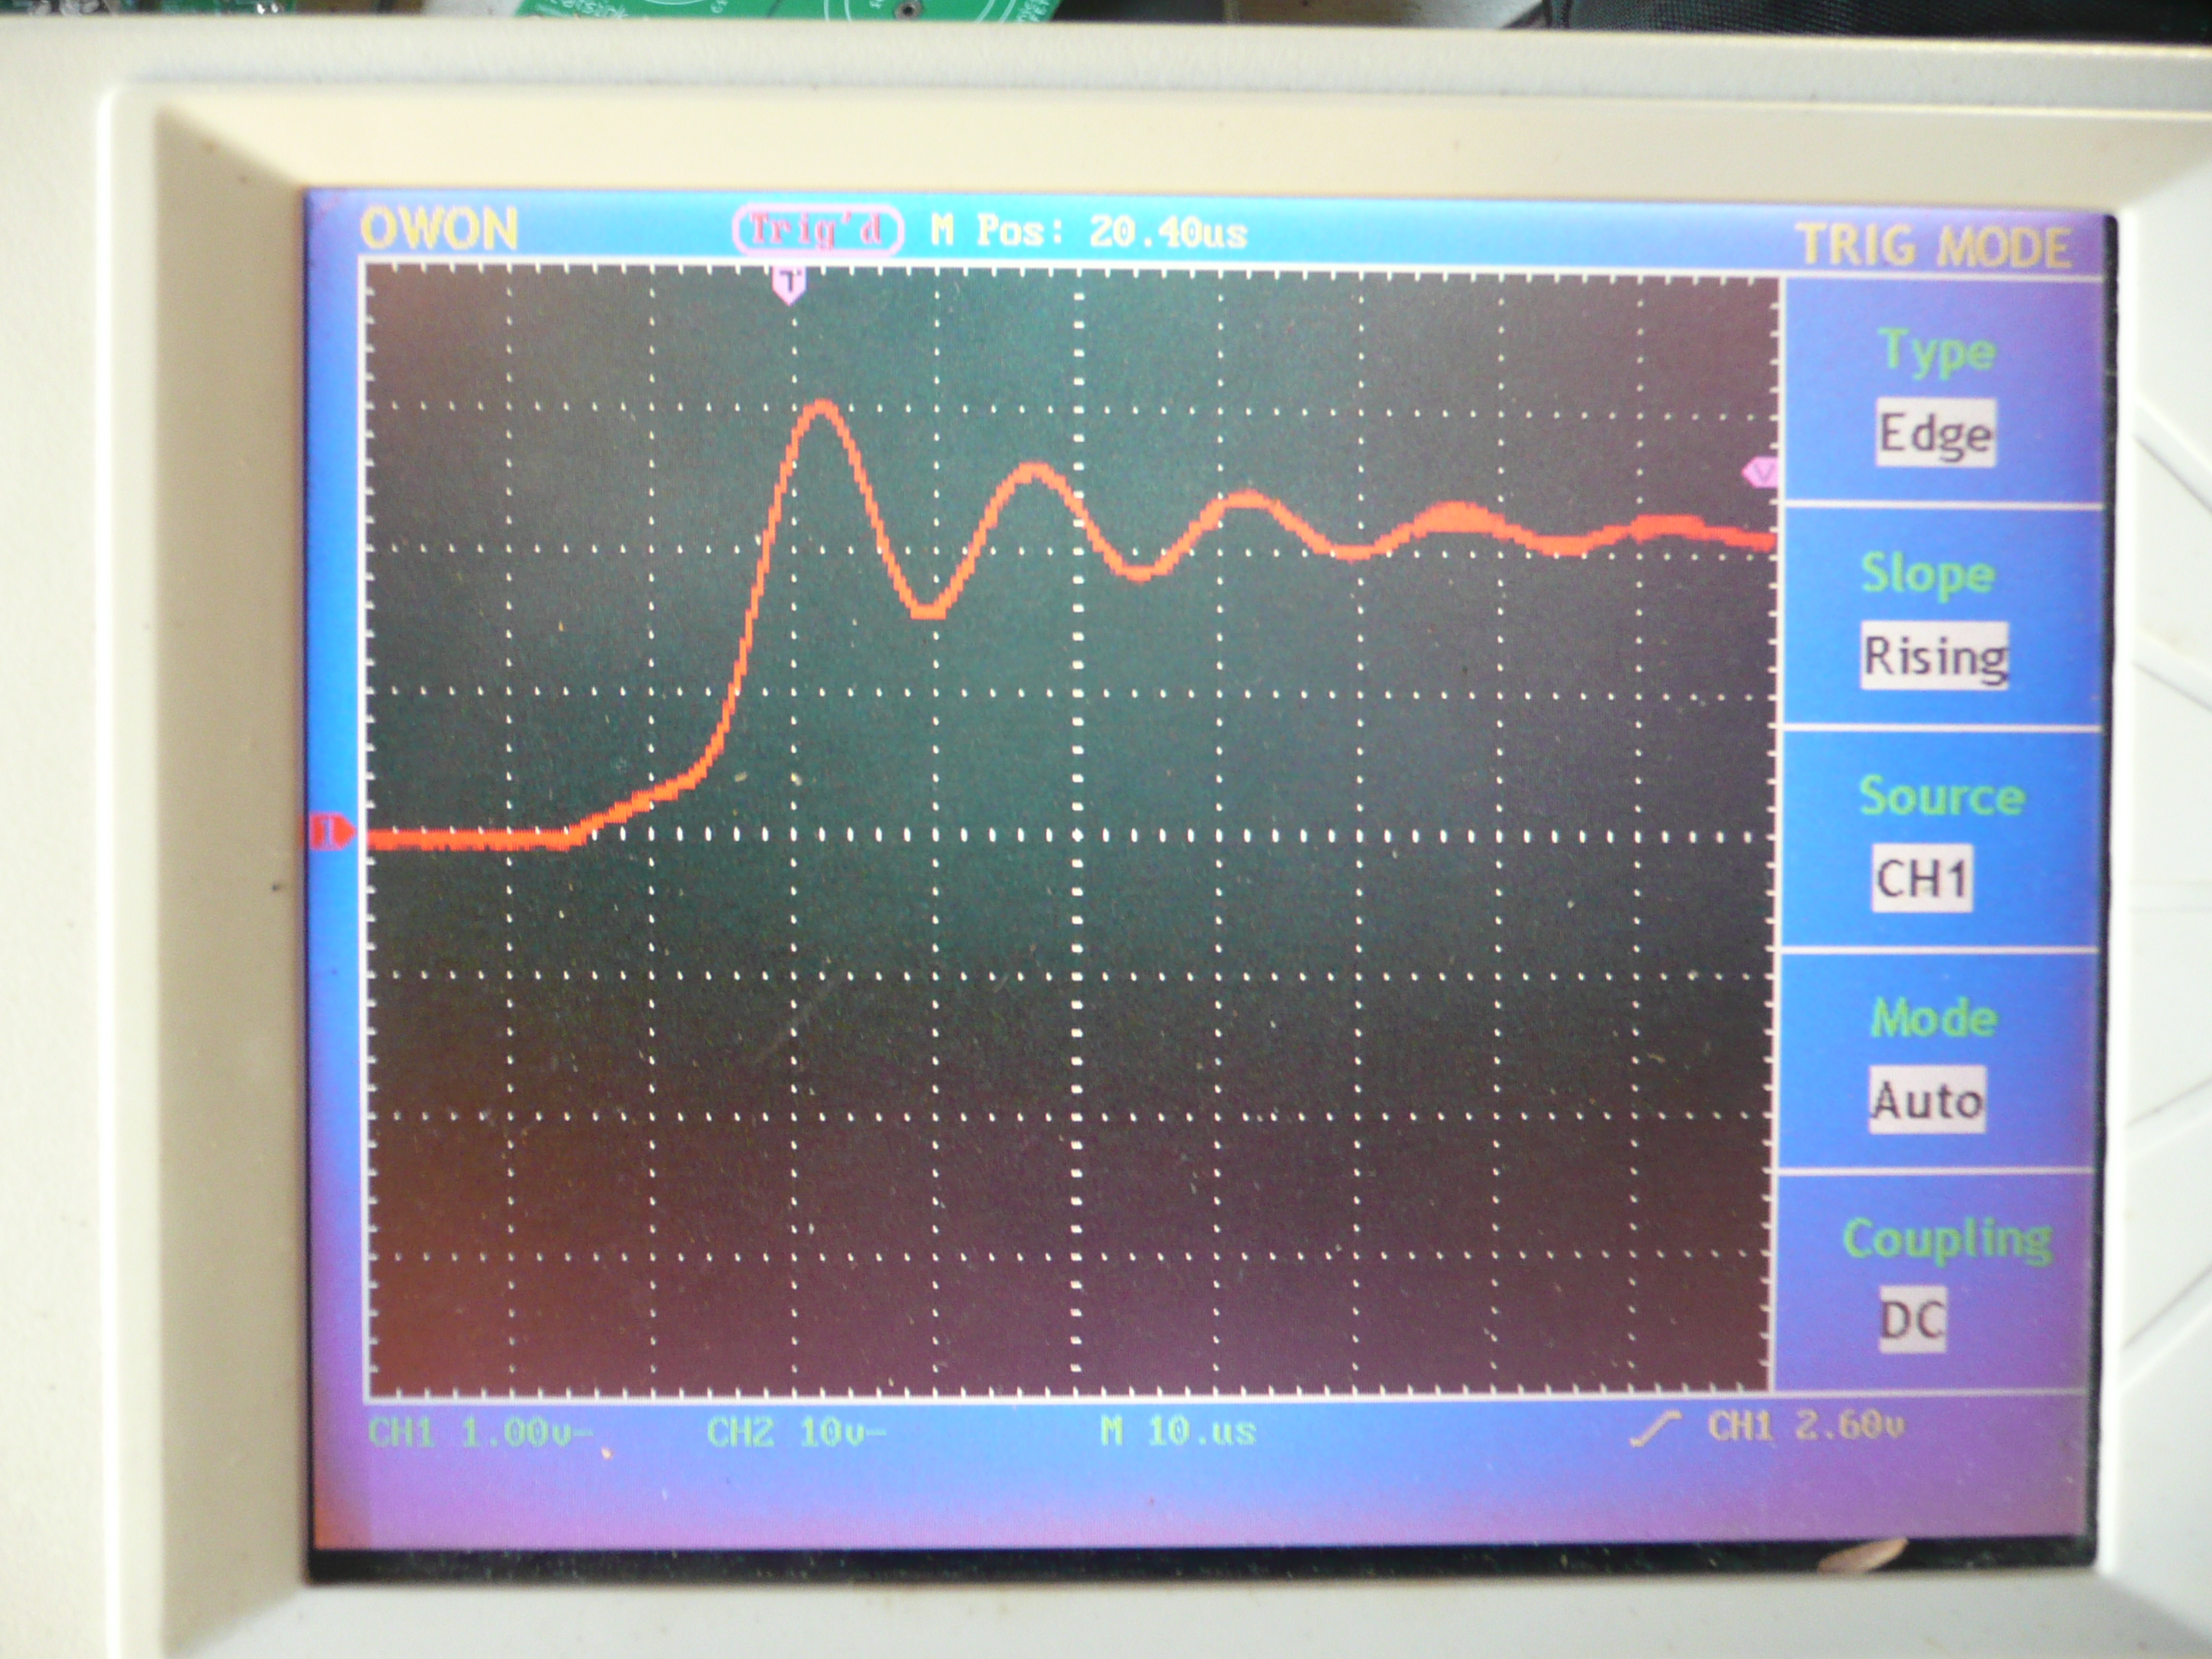 OWON Trig'd M Pos: 20.40us TRIG MODE
T
Type
Edge
Slope
Rising
1
Source
CH1
Mode
Auto
Coupling
DC
CH1 1.00v- CH2 10v- M 10.us CH1 2.60v